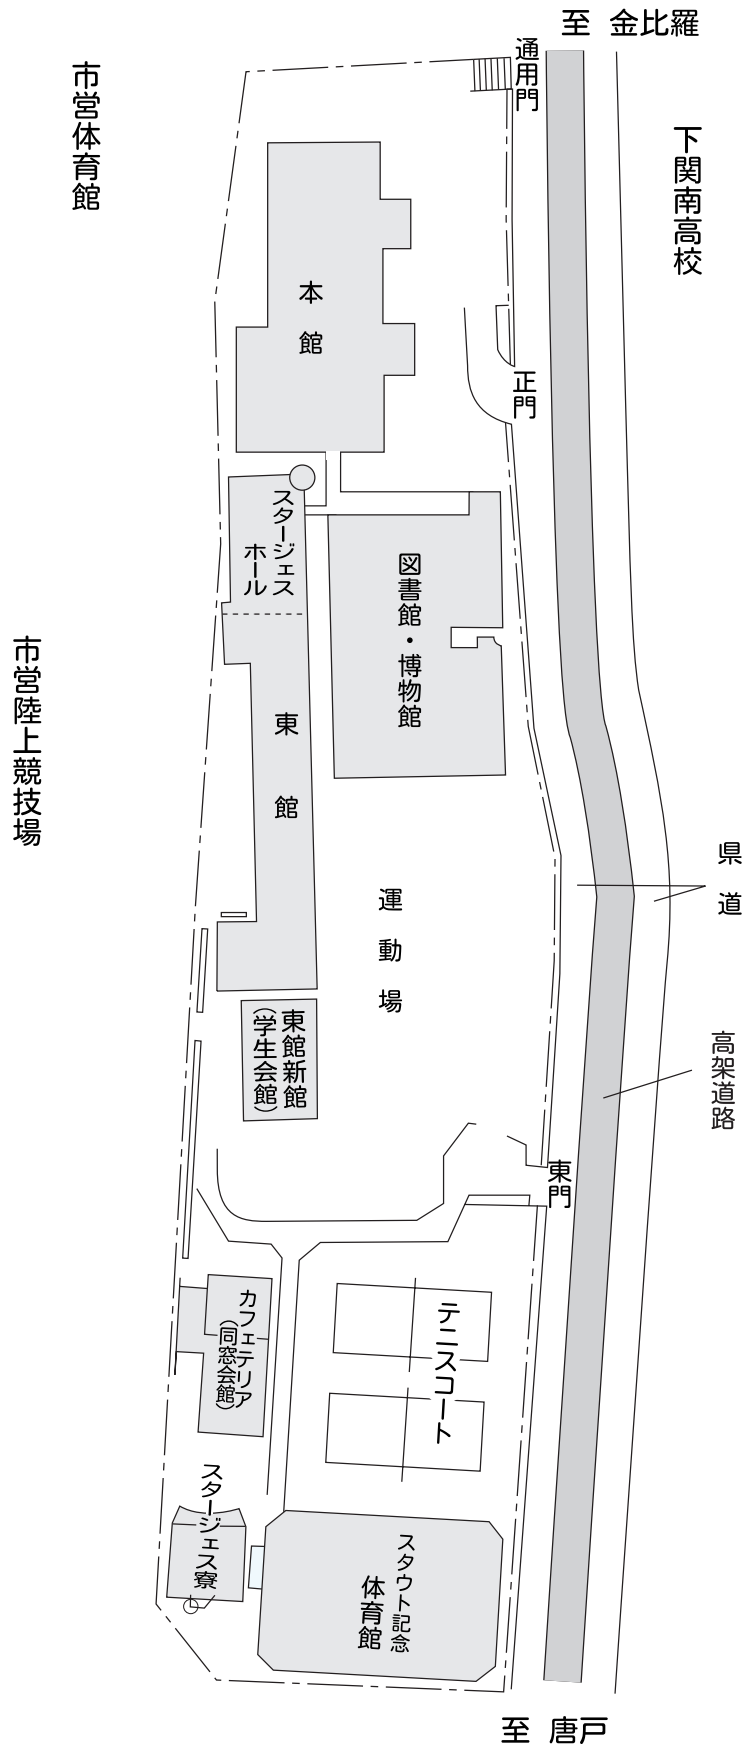 至 金比羅
通用門
市営体育館
下関南高校
本館
正門
スタージェス
ホール
図書館・博物館
市営陸上競技場
東館
県道
運動場
東館新館
(学生会館)
高架道路
東門
カフェテリア
(同窓会館)
テニスコート
スタージェス寮
スタウト記念
体育館
至 唐戸